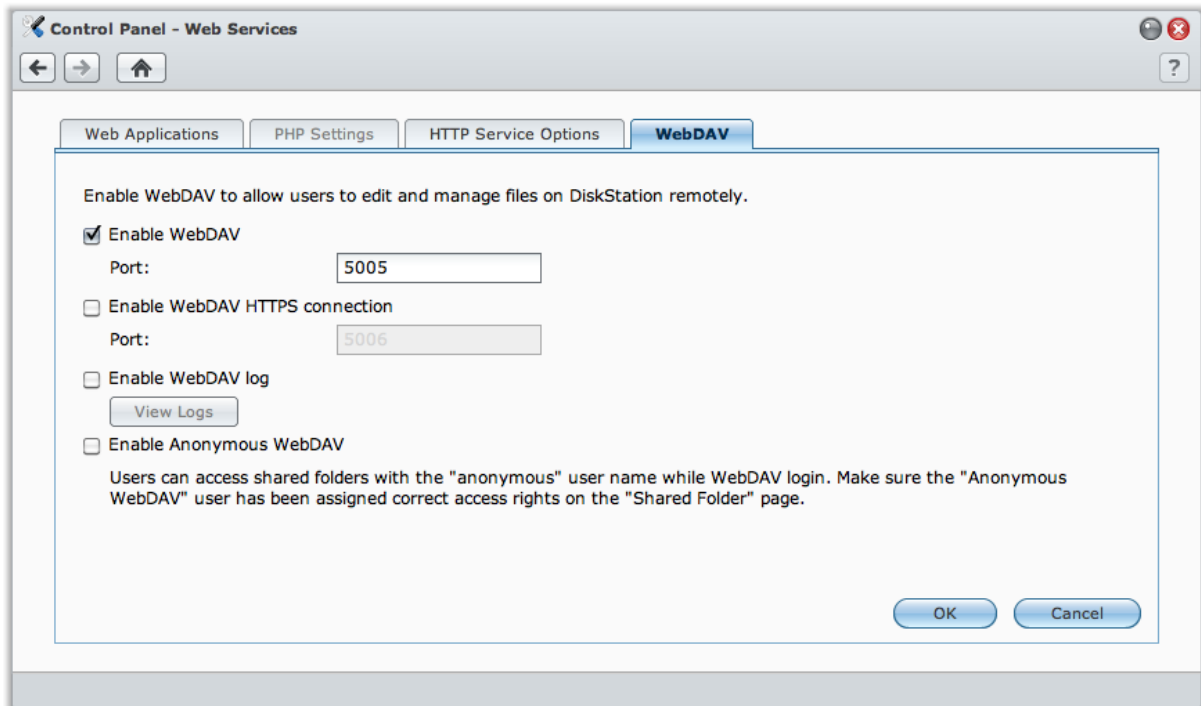 Control Panel - Web Services
?
Web Applications PHP Settings HTTP Service Options WebDAV
Enable WebDAV to allow users to edit and manage files on DiskStation remotely.
Enable WebDAV
Port: 5005
Enable WebDAV HTTPS connection
Port: 5006
Enable WebDAV log
View Logs
Enable Anonymous WebDAV
Users can access shared folders with the "anonymous" user name while WebDAV login. Make sure the "Anonymous
WebDAV" user has been assigned correct access rights on the "Shared Folder" page.
OK Cancel